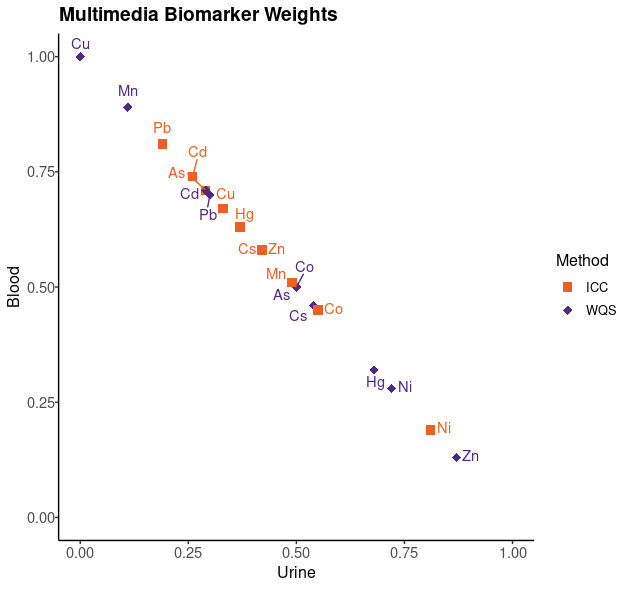 Multimedia Biomarker Weights
Cu
1.00
Mn
Pb
Cd
0.75
As
Cd
Cu
Pb
Hg
Cs
Zn
Co
Mn
0.50
As
Cs
Co
Blood
Method
ICC
WQS
Hg
Ni
0.25
Ni
Zn
0.00
0.00
0.25
0.50
0.75
1.00
Urine